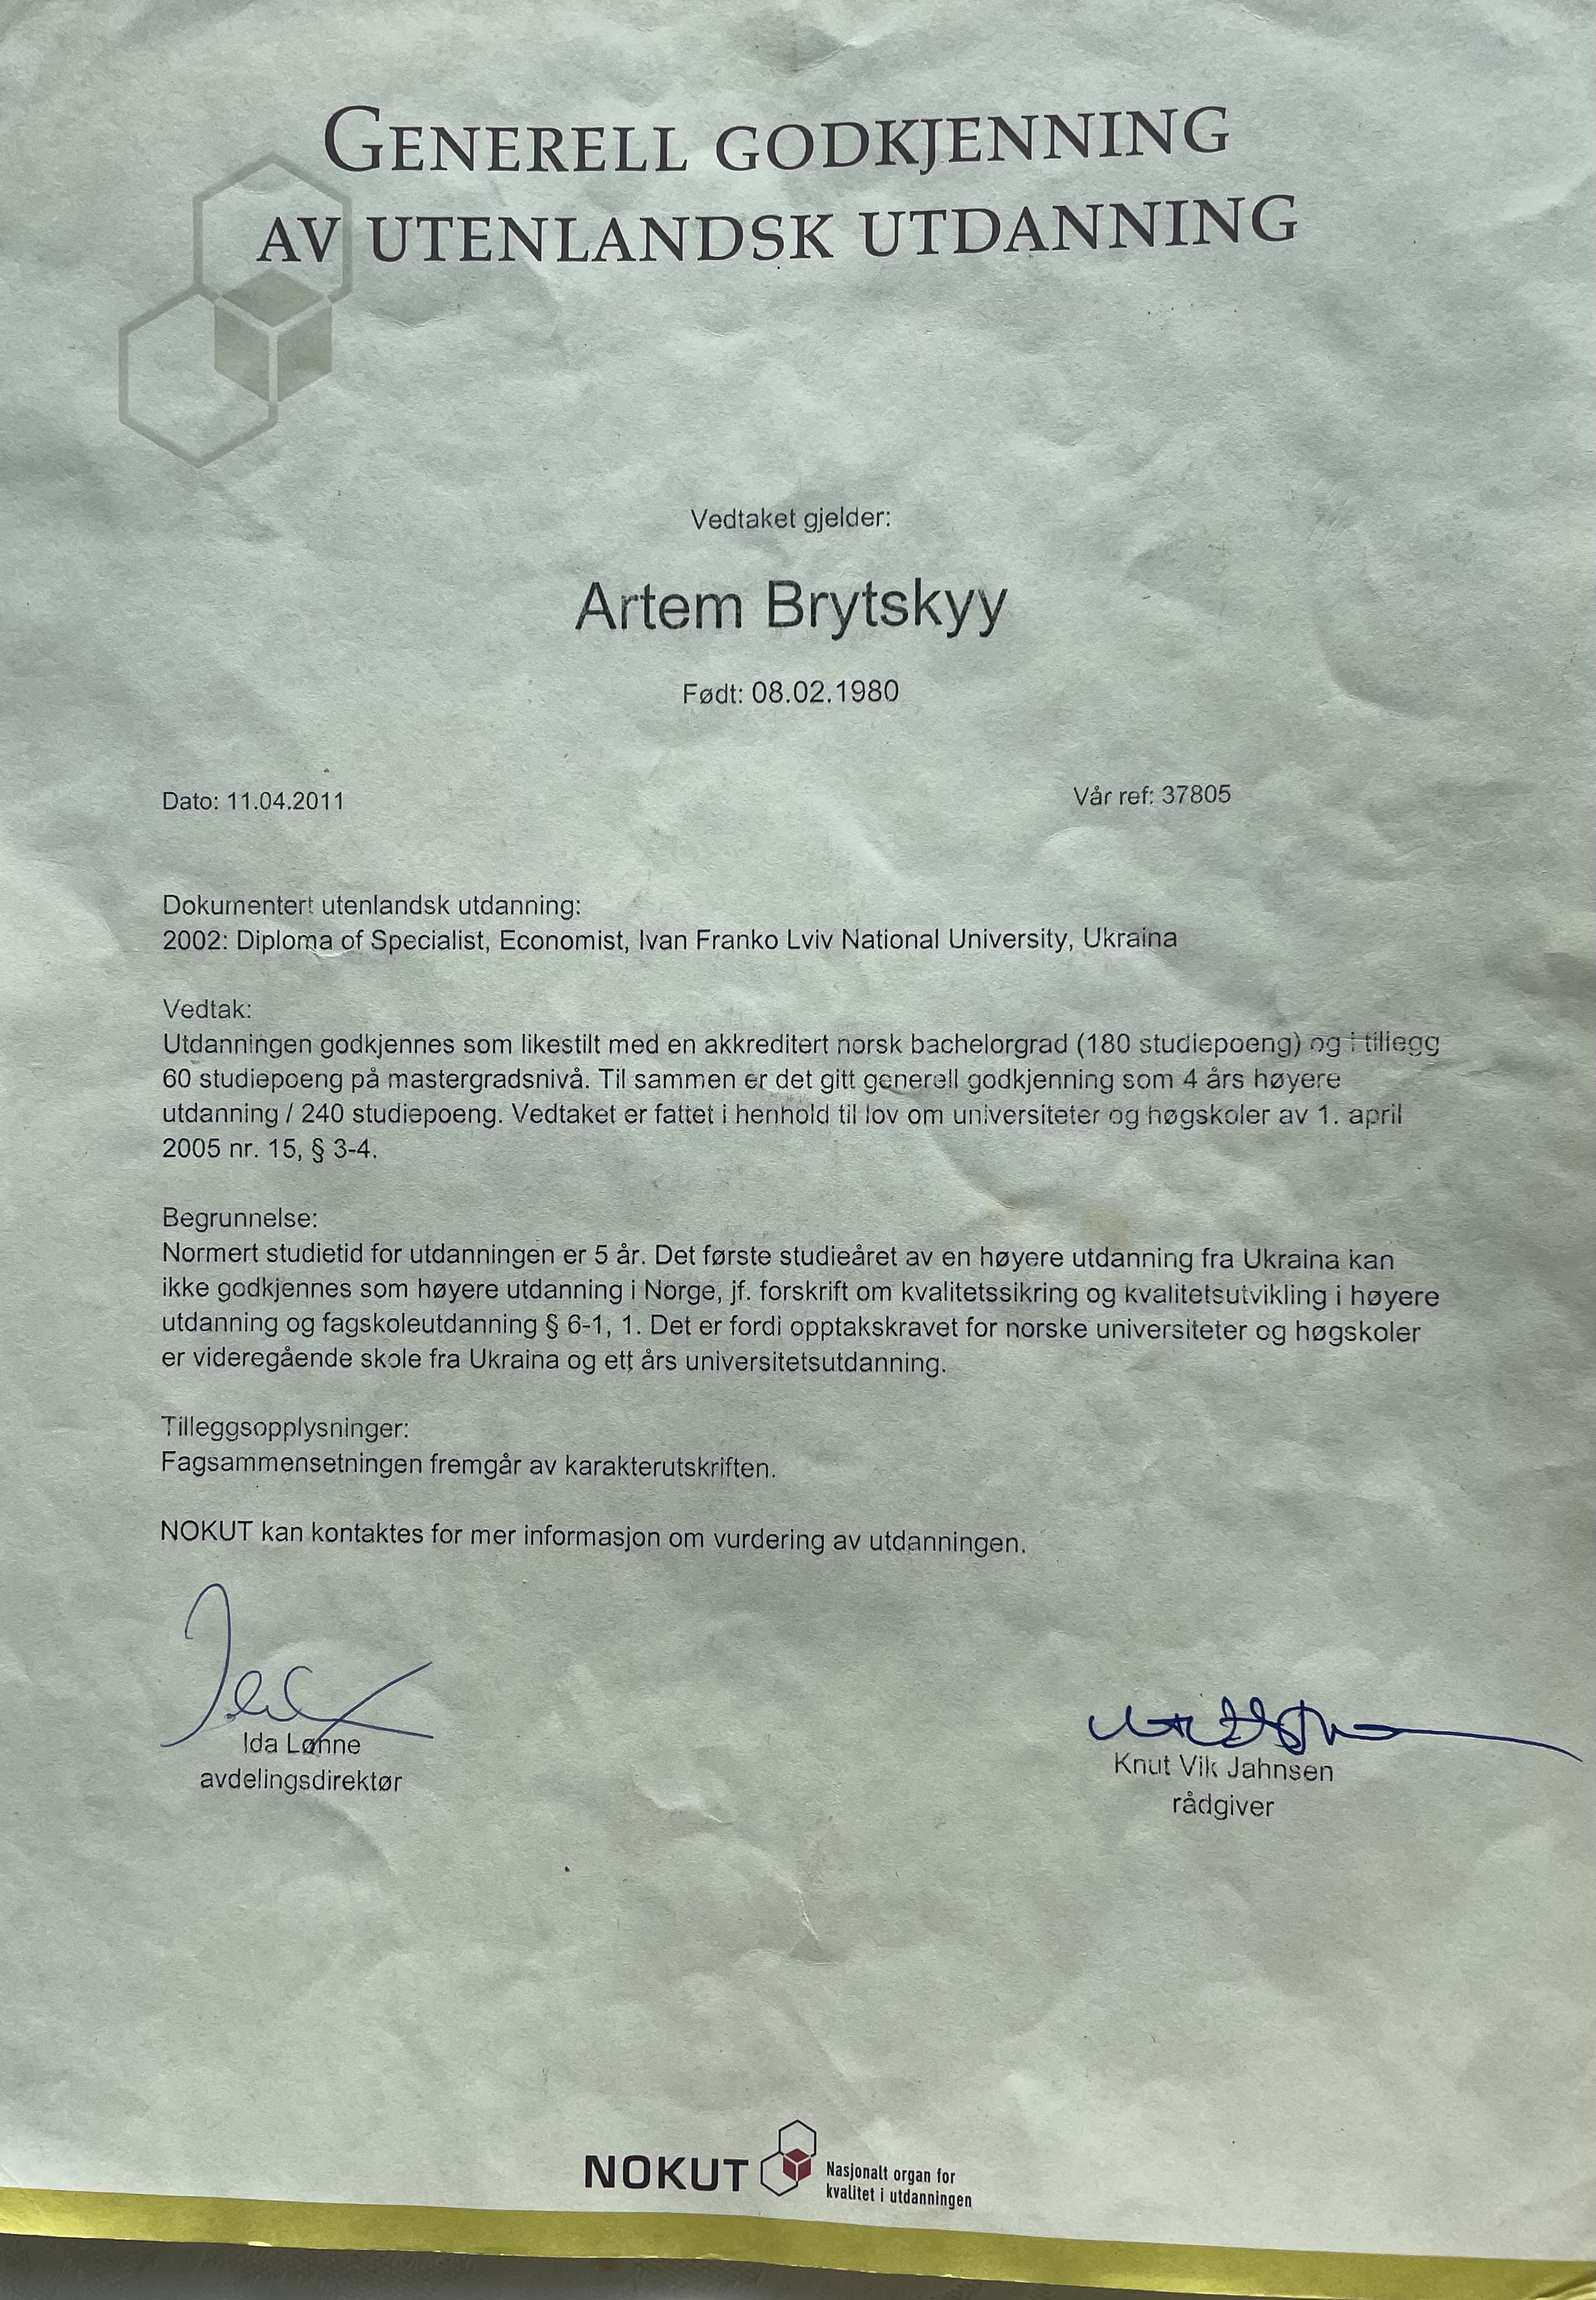 GENERELL GODKJENNING
AV UTENLANDSK UTDANNING
Vedtaket gjelder:
Artem Brytskyy
Født: 08.02.1980
Dato: 11.04.2011
Vår ref: 37805
Dokumentert utenlandsk utdanning:
2002: Diploma of Specialist, Economist, Ivan Franko Lviv National University, Ukraina
Vedtak:
Utdanningen godkjennes som likestilt med en akkreditert norsk bachelorgrad (180 studiepoeng) og i tillegg
60 studiepoeng på mastergradsnivå. Til sammen er det gitt generell godkjenning som 4 års høyere
utdanning / 240 studiepoeng. Vedtaket er fattet i henhold til lov om universiteter og høgskoler av 1. april
2005 nr. 15, § 3-4.
Begrunnelse:
Normert studietid for utdanningen er 5 år. Det første studieåret av en høyere utdanning fra Ukraina kan
ikke godkjennes som høyere utdanning i Norge, jf. forskrift om kvalitetssikring og kvalitetsutvikling i høyere
utdanning og fagskoleutdanning § 6-1, 1. Det er fordi opptakskravet for norske universiteter og høgskoler
er videregående skole fra Ukraina og ett års universitetsutdanning.
Tilleggsopplysninger:
Fagsammensetningen fremgår av karakterutskriften.
NOKUT kan kontaktes for mer informasjon om vurdering av utdanningen.
Ida Lønne
avdelingsdirektør
Knut Vik Jahnsen
rådgiver
NOKUT
Nasjonalt organ for
kvalitet i utdanningen